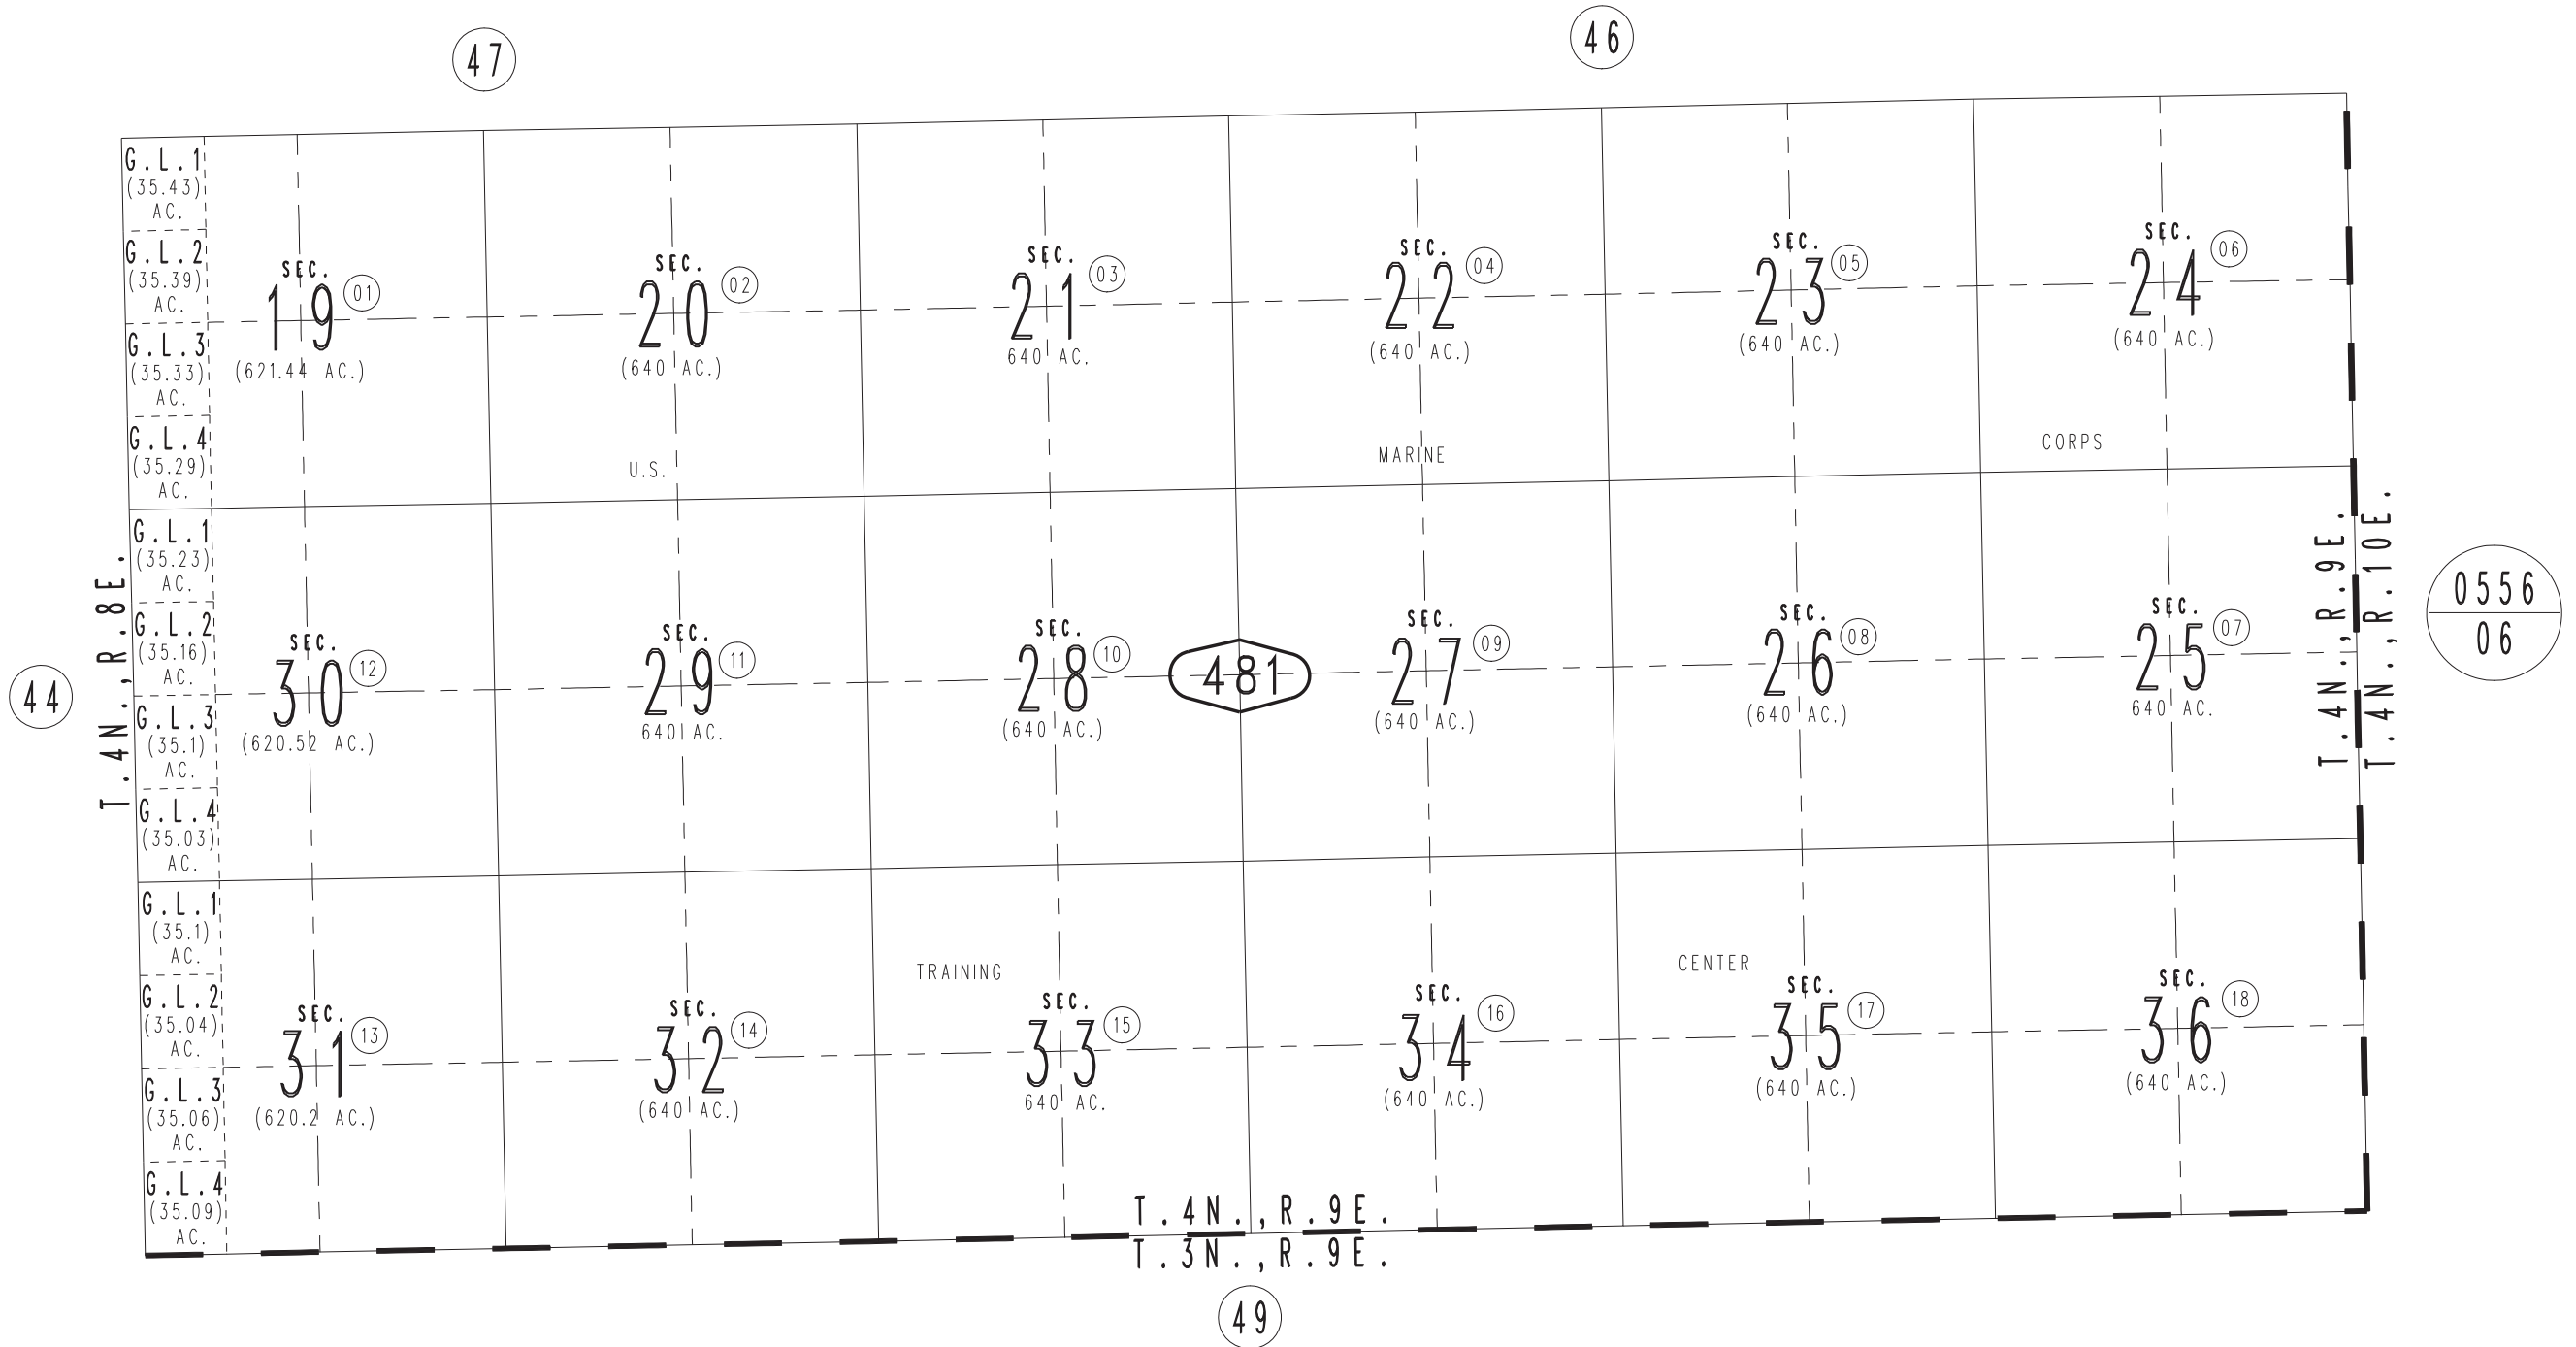 47
46
G.L.1
(35.43)
AC.
G.L.2
(35.39)
AC.
G.L.3
(35.33)
AC.
G.L.4
(35.29)
AC.
SEC.
19
01
(621.44 AC.)
SEC.
20
02
(640 AC.)
SEC.
21
03
640 AC.
SEC.
22
04
(640 AC.)
SEC.
23
05
(640 AC.)
SEC.
24
06
(640 AC.)
U.S.
MARINE
CORPS
44
T.4N.,R.8E.
G.L.1
(35.23)
AC.
G.L.2
(35.16)
AC.
G.L.3
(35.1)
AC.
G.L.4
(35.03)
AC.
SEC.
30
12
(620.52 AC.)
SEC.
29
11
640 AC.
SEC.
28
10
(640 AC.)
481
SEC.
27
09
(640 AC.)
SEC.
26
08
(640 AC.)
SEC.
25
07
640 AC.
T.4N.,R.9E.
T.4N.,R.10E.
0556
06
G.L.1
(35.1)
AC.
G.L.2
(35.04)
AC.
G.L.3
(35.06)
AC.
G.L.4
(35.09)
AC.
TRAINING
CENTER
SEC.
31
13
(620.2 AC.)
SEC.
32
14
(640 AC.)
SEC.
33
15
640 AC.
SEC.
34
16
(640 AC.)
SEC.
35
17
(640 AC.)
SEC.
36
18
(640 AC.)
T.4N.,R.9E.
T.3N.,R.9E.
49